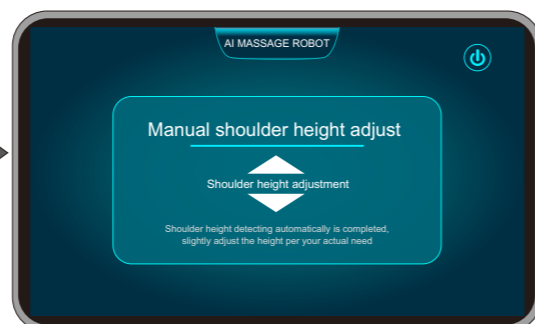 AI MASSAGE ROBOT
Manual shoulder height adjust
Shoulder height adjustment
Shoulder height detecting automatically is completed,
slightly adjust the height per your actual need